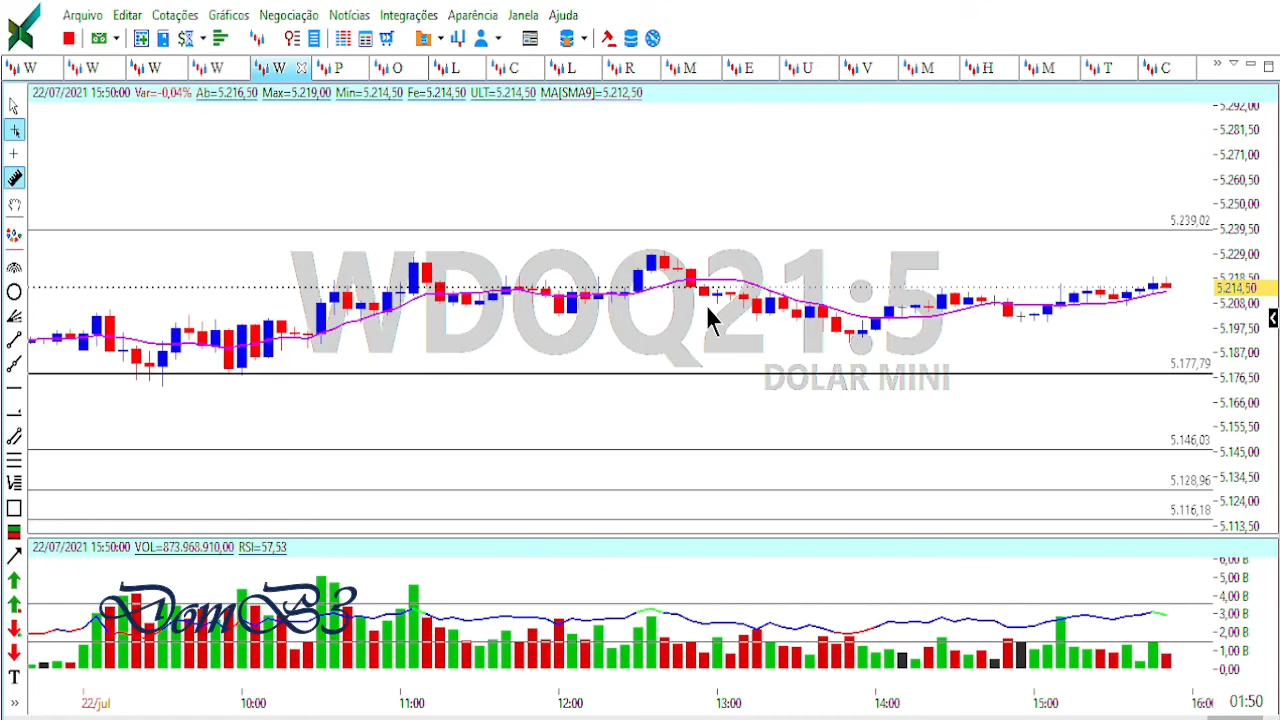 Arquivo Editar Cotações Gráficos Negociação Notícias Integrações Aparência Janela Ajuda
W W W W W P O L C L R M E U V M H M T C
22/07/2021 15:50:00 Var=-0,04% Ab=5.216,50 Max=5.219,00 Min=5.214,50 Fe=5.214,50 ULT=5.214,50 MA[SMA9]=5.212,50
5.292,00
5.281,50
5.271,00
5.260,50
5.250,00
5.239,02
5.239,50
5.229,00
5.218,50
5.214,50
5.208,00
5.197,50
5.187,00
5.177,79
5.176,50
5.166,00
5.155,50
5.146,03
5.145,00
5.134,50
5.128,96
5.124,00
5.116,18
5.113,50
WDOQ21:5
DOLAR MINI
22/07/2021 15:50:00 VOL=873.968.910,00 RSI=57,53
6,00 B
5,00 B
4,00 B
3,00 B
2,00 B
1,00 B
0,00
DamB3
T
22/jul 10:00 11:00 12:00 13:00 14:00 15:00 16:00 01:50